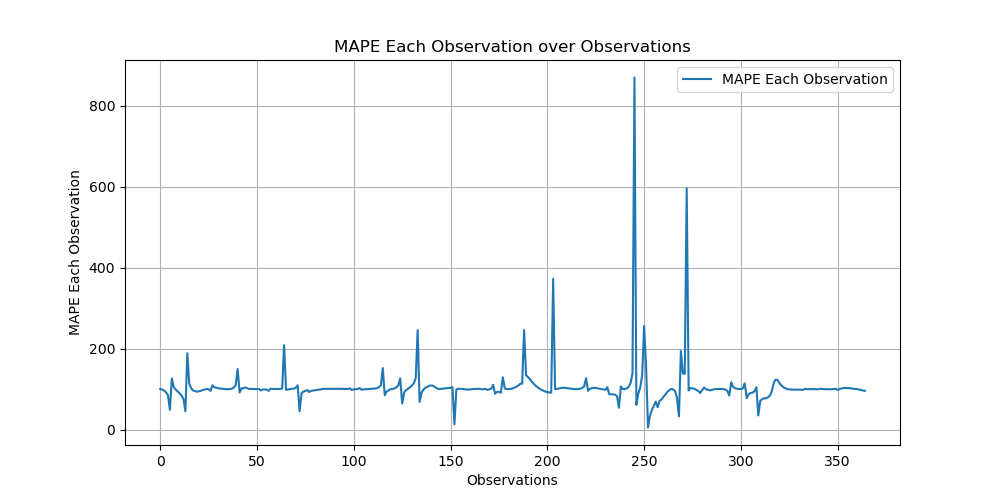 MAPE Each Observation over Observations
MAPE Each Observation
MAPE Each Observation
800
600
400
200
0
0 50 100 150 200 250 300 350
Observations